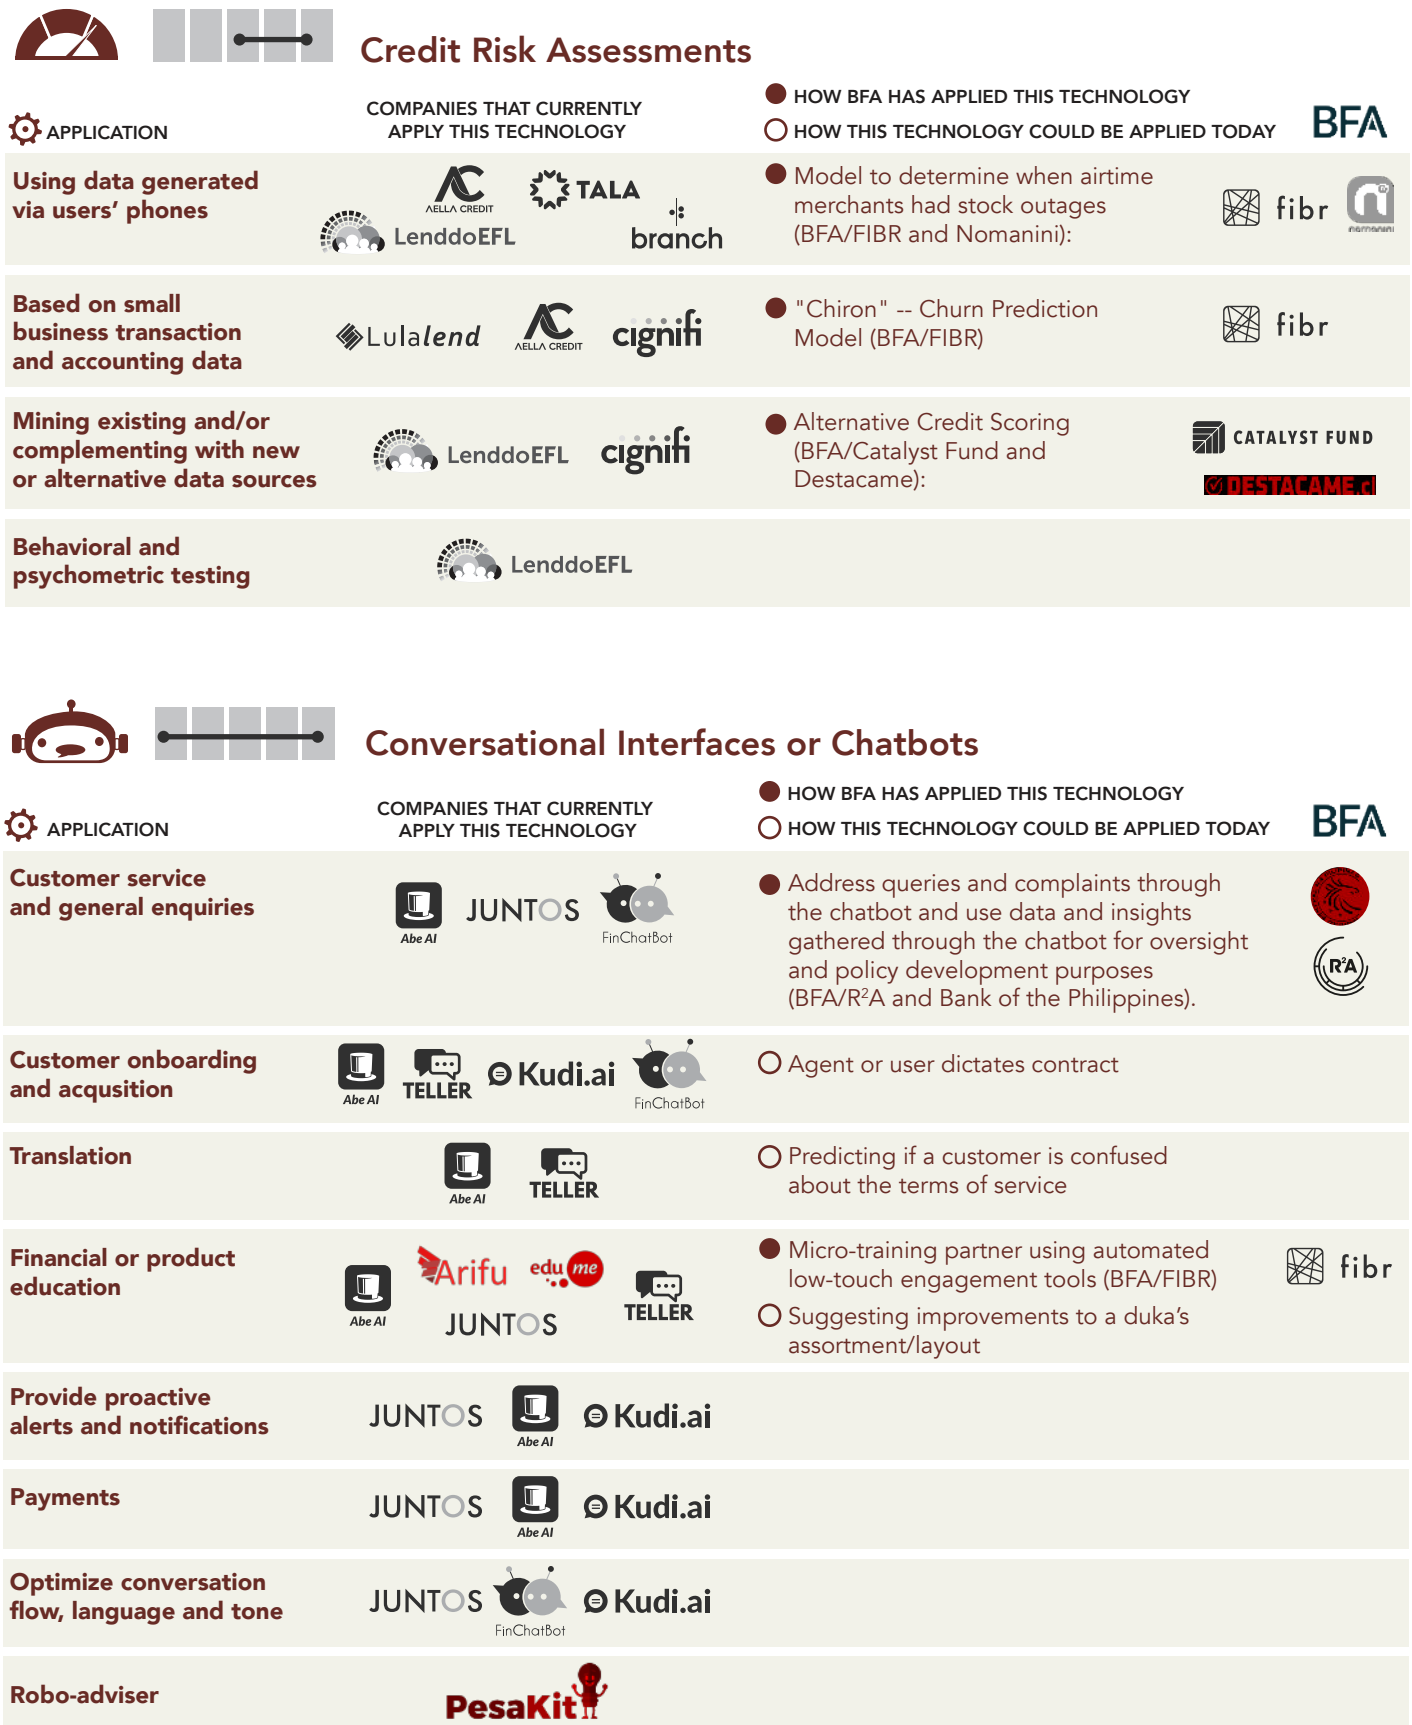 Credit Risk Assessments
APPLICATION
COMPANIES THAT CURRENTLY
APPLY THIS TECHNOLOGY
HOW BFA HAS APPLIED THIS TECHNOLOGY
HOW THIS TECHNOLOGY COULD BE APPLIED TODAY
BFA
Using data generated
via users’ phones
AC
AELLA CREDIT
TALA
LenddoEFL
branch
Model to determine when airtime
merchants had stock outages
(BFA/FIBR and Nomanini):
fibr
n
nomanini
Based on small
business transaction
and accounting data
Lulalend
AC
AELLA CREDIT
cignifi
"Chiron" -- Churn Prediction
Model (BFA/FIBR)
fibr
Mining existing and/or
complementing with new
or alternative data sources
LenddoEFL
cignifi
Alternative Credit Scoring
(BFA/Catalyst Fund and
Destacame):
CATALYST FUND
DESTACAME.cl
Behavioral and
psychometric testing
LenddoEFL
Conversational Interfaces or Chatbots
APPLICATION
COMPANIES THAT CURRENTLY
APPLY THIS TECHNOLOGY
HOW BFA HAS APPLIED THIS TECHNOLOGY
HOW THIS TECHNOLOGY COULD BE APPLIED TODAY
BFA
Customer service
and general enquiries
Abe AI
JUNTOS
FinChatBot
Address queries and complaints through
the chatbot and use data and insights
gathered through the chatbot for oversight
and policy development purposes
(BFA/R²A and Bank of the Philippines).
R²A
Customer onboarding
and acqusition
Abe AI
TELLER
Kudi.ai
FinChatBot
Agent or user dictates contract
Translation
Abe AI
TELLER
Predicting if a customer is confused
about the terms of service
Financial or product
education
Abe AI
Arifu
edu me
JUNTOS
TELLER
Micro-training partner using automated
low-touch engagement tools (BFA/FIBR)
Suggesting improvements to a duka’s
assortment/layout
fibr
Provide proactive
alerts and notifications
JUNTOS
Abe AI
Kudi.ai
Payments
JUNTOS
Abe AI
Kudi.ai
Optimize conversation
flow, language and tone
JUNTOS
FinChatBot
Kudi.ai
Robo-adviser
PesaKit